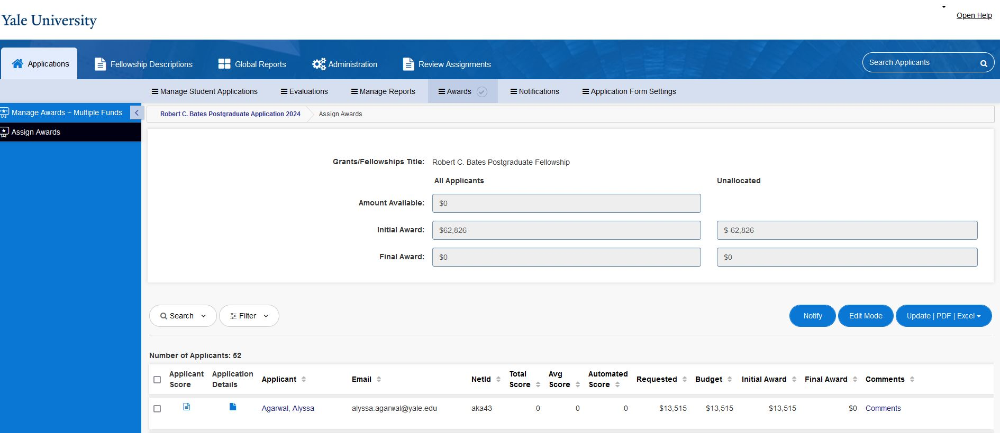 Yale University
Open Help
Applications
Fellowship Descriptions
Global Reports
Administration
Review Assignments
Search Applicants
Manage Student Applications
Evaluations
Manage Reports
Awards
Notifications
Application Form Settings
Manage Awards ~ Multiple Funds
Assign Awards
Robert C. Bates Postgraduate Application 2024
Assign Awards
Grants/Fellowships Title: Robert C. Bates Postgraduate Fellowship
All Applicants Unallocated
Amount Available: $0
Initial Award: $62,826 $-62,826
Final Award: $0 $0
Search Filter Notify Edit Mode Update | PDF | Excel
Number of Applicants: 52
Applicant Score Application Details Applicant Email NetId Total Score Avg Score Automated Score Requested Budget Initial Award Final Award Comments
Agarwal, Alyssa alyssa.agarwal@yale.edu aka43 0 0 0 $13,515 $13,515 $13,515 $0 Comments